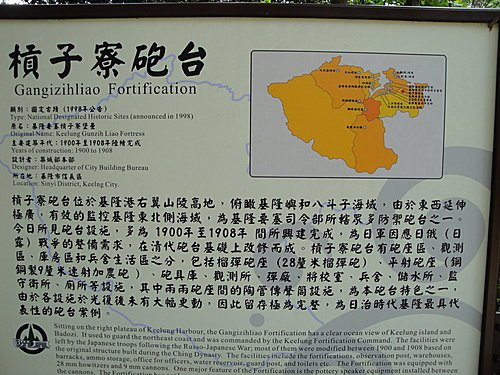 槓子寮砲台
Gangizihliao Fortification
類別：國定古蹟（1998年公告）
Type: National Designated Historic Sites (announced in 1998)
原名：基隆要塞槓子寮堡壘
Original Name: Keelung Gunzih Liao Fortress
主要建築年代：1900年至1908年陸續完成
Years of construction: 1900 to 1908
設計者：築城部本部
Designer: Headquarter of City Building Bureau
所在地：基隆市信義區
Location: Sinyi District, Keelng City.
槓子寮砲台位於基隆港右翼山陵高地，俯瞰基隆嶼和八斗子海域，由於東西延伸
極廣，有效的監控基隆東北側海域，為基隆要塞司令部所轄眾多防禦砲台之一。
今日所見砲台設施，多為1900年至1908年間所興建完成，為日軍因應日俄（日
露）戰爭的整備需求，在清代砲台基礎上改修而成。槓子寮砲台有砲座區、觀測
區、庫房區和兵舍生活區之分，包括榴彈砲座（28釐米榴彈砲）、平射砲座（鋼
銅製9釐米速射加農砲）、砲具庫、觀測所、彈廠、將校室、兵舍、儲水所、監
守衛所、廁所等設施，其中兩兩砲座間的陶管傳聲筒設施，為本砲台特色之一，
由於各設施於光復後未有大幅更動，因此留存極為完整，為日治時代基隆最具代
表性的砲台案例。
Sitting on the right plateau of Keelung Harbour, the Gangizihliao Fortification has a clear ocean view of Keelung island and
Badozi. It used to guard the northeast coast and was commanded by the Keelung Fortification Command. The facilities were
left by the Japanese troops following the Russo-Japanese War; most of them were modified between 1900 and 1908 based on
the original structure built during the Ching Dynasty. The facilities include the fortifications, observation post, warehouses,
barracks, ammo storage, office for officers, water reservoir, guard post, and toilets etc. The Fortification was equipped with
28 mm bowitzers and 9 mm cannons. One major feature of the Fortification is the pottery speaker equipment installed between